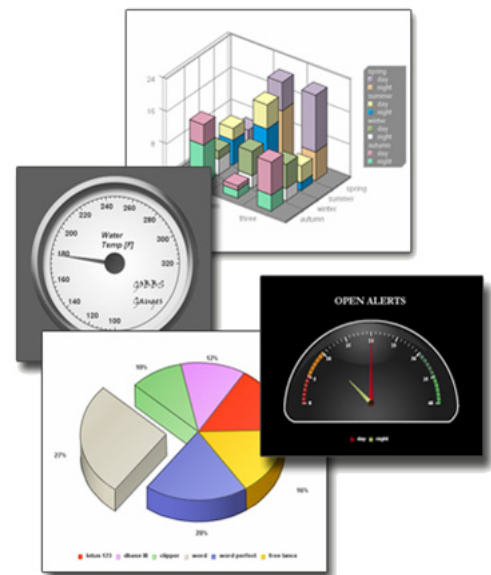 24
16
8
spring
day
night
summer
day
night
winter
day
night
autumn
day
night
three
spring
summer
winter
autumn
Water
Temp [F]
100
120
140
160
180
200
220
240
260
280
300
320
GOBBS
Gauges
OPEN ALERTS
day
night
10%
12%
27%
20%
lotus 123
dbase III
clipper
word
word perfect
free lance